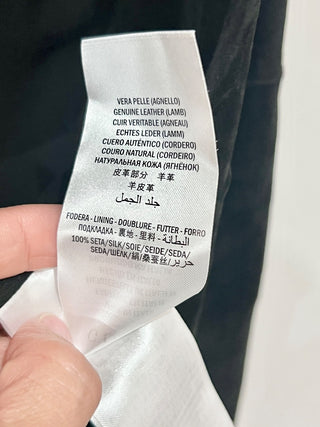 VERA PELLE (AGNELLO)
GENUINE LEATHER (LAMB)
CUIR VERITABLE (AGNEAU)
ECHTES LEDER (LAMM)
CUERO AUTÉNTICO (CORDERO)
COURO NATURAL (CORDEIRO)
НАТУРАЛЬНАЯ КОЖА (ЯГНЁНОК)
皮革部分 羊革
羊皮革
جلد الجمل
FODERA - LINING - DOUBLURE - FUTTER - FORRO
ПОДКЛАДКА - 裏地 - 里料 - البطانة
100% SETA/SILK/SOIE/SEIDE/SEDA/
SEDA/ШЁЛК/絹/桑蚕丝/حرير